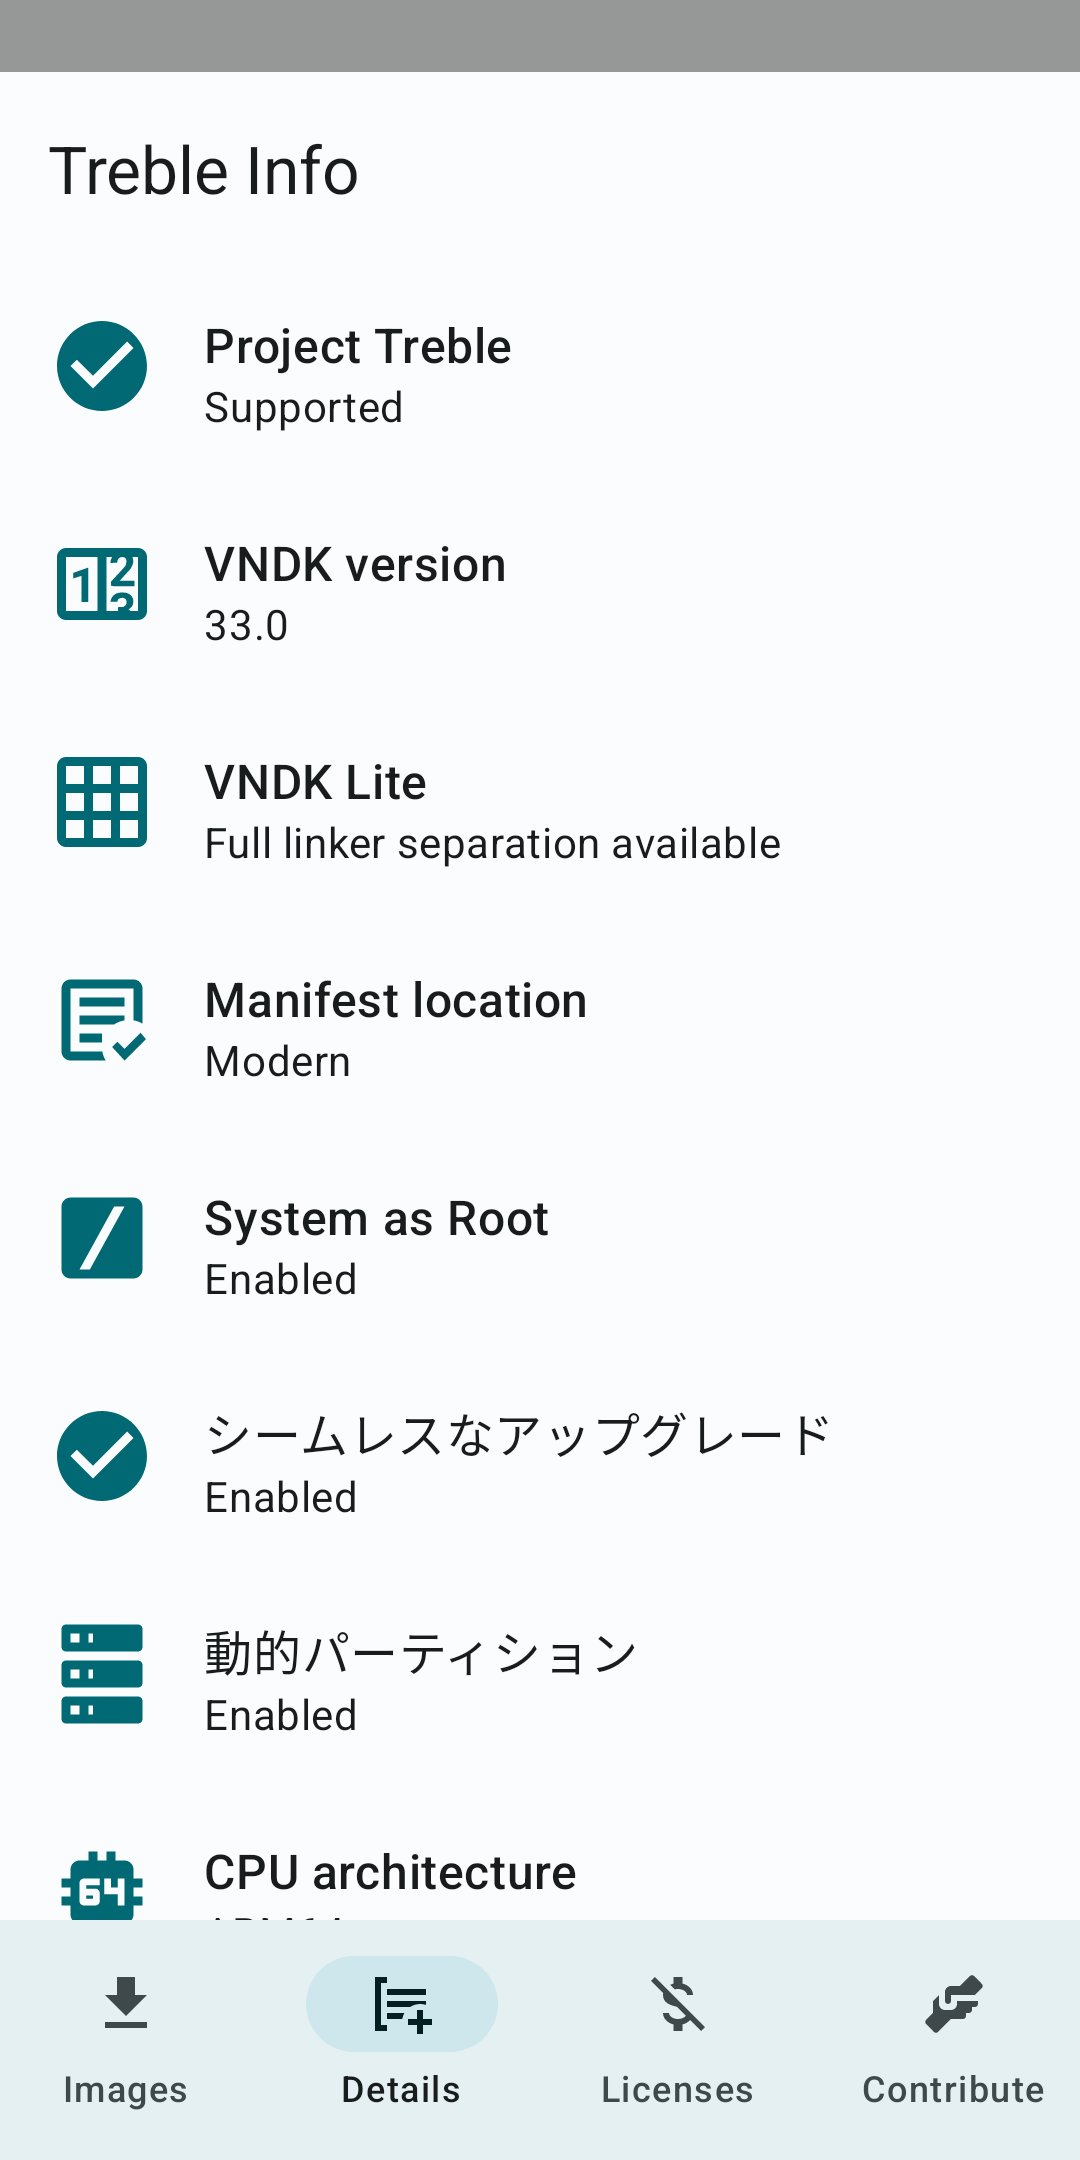 Treble Info
Project Treble
Supported
VNDK version
33.0
VNDK Lite
Full linker separation available
Manifest location
Modern
System as Root
Enabled
シームレスなアップグレード
Enabled
動的パーティション
Enabled
CPU architecture
Images
Details
Licenses
Contribute